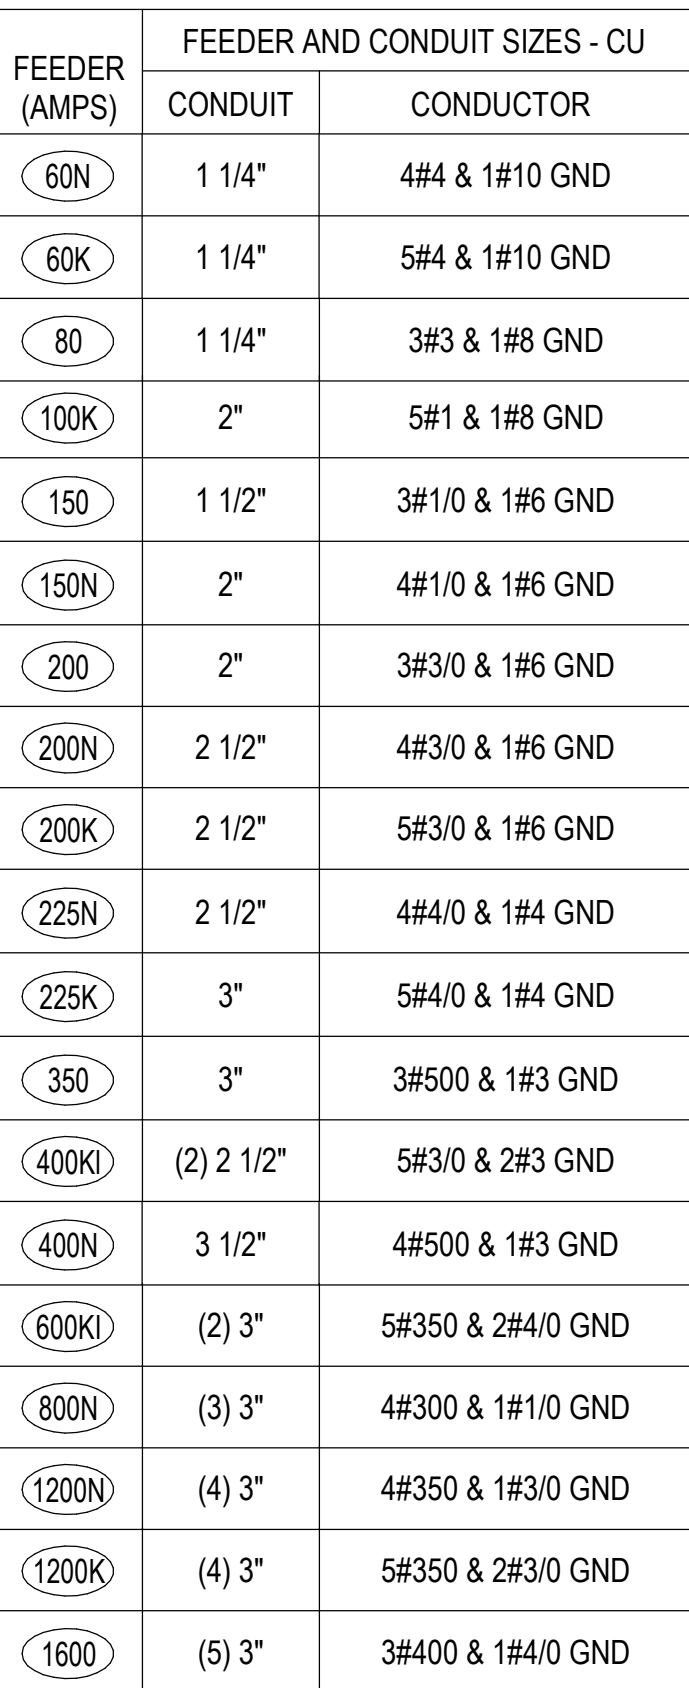 FEEDER AND CONDUIT SIZES - CU
FEEDER
(AMPS)
CONDUIT CONDUCTOR
60N 1 1/4" 4#4 & 1#10 GND
60K 1 1/4" 5#4 & 1#10 GND
80 1 1/4" 3#3 & 1#8 GND
100K 2" 5#1 & 1#8 GND
150 1 1/2" 3#1/0 & 1#6 GND
150N 2" 4#1/0 & 1#6 GND
200 2" 3#3/0 & 1#6 GND
200N 2 1/2" 4#3/0 & 1#6 GND
200K 2 1/2" 5#3/0 & 1#6 GND
225N 2 1/2" 4#4/0 & 1#4 GND
225K 3" 5#4/0 & 1#4 GND
350 3" 3#500 & 1#3 GND
400KI (2) 2 1/2" 5#3/0 & 2#3 GND
400N 3 1/2" 4#500 & 1#3 GND
600KI (2) 3" 5#350 & 2#4/0 GND
800N (3) 3" 4#300 & 1#1/0 GND
1200N (4) 3" 4#350 & 1#3/0 GND
1200K (4) 3" 5#350 & 2#3/0 GND
1600 (5) 3" 3#400 & 1#4/0 GND